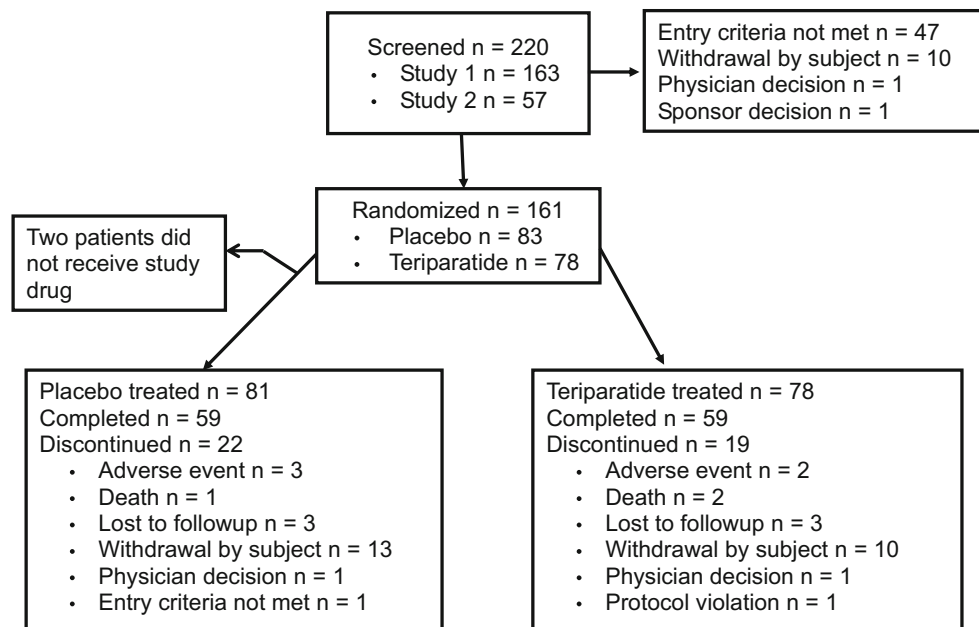 Screened n = 220
• Study 1 n = 163
• Study 2 n = 57
Entry criteria not met n = 47
Withdrawal by subject n = 10
Physician decision n = 1
Sponsor decision n = 1
Randomized n = 161
• Placebo n = 83
• Teriparatide n = 78
Two patients did
not receive study
drug
Placebo treated n = 81
Completed n = 59
Discontinued n = 22
• Adverse event n = 3
• Death n = 1
• Lost to followup n = 3
• Withdrawal by subject n = 13
• Physician decision n = 1
• Entry criteria not met n = 1
Teriparatide treated n = 78
Completed n = 59
Discontinued n = 19
• Adverse event n = 2
• Death n = 2
• Lost to followup n = 3
• Withdrawal by subject n = 10
• Physician decision n = 1
• Protocol violation n = 1